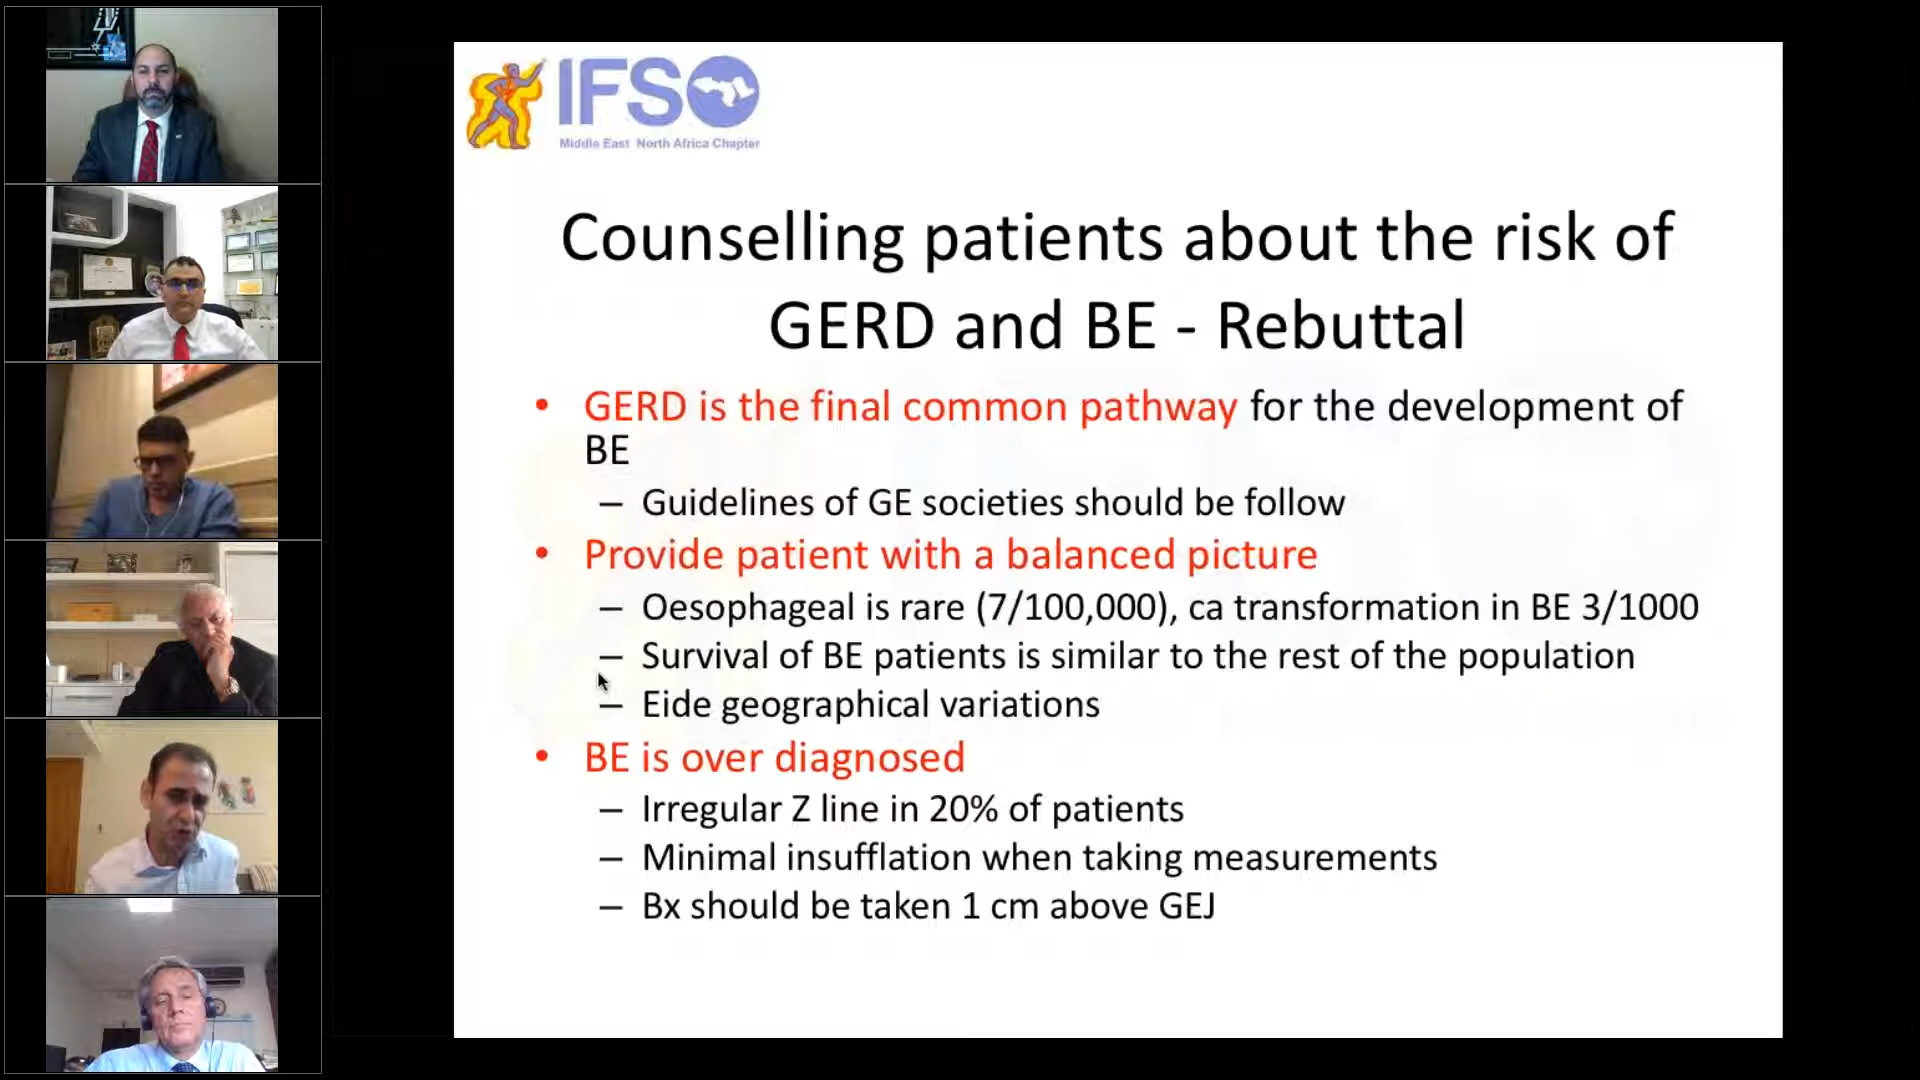 IFSO
Middle East North Africa Chapter
Counselling patients about the risk of
GERD and BE - Rebuttal
• GERD is the final common pathway for the development of
BE
– Guidelines of GE societies should be follow
• Provide patient with a balanced picture
– Oesophageal is rare (7/100,000), ca transformation in BE 3/1000
– Survival of BE patients is similar to the rest of the population
– Eide geographical variations
• BE is over diagnosed
– Irregular Z line in 20% of patients
– Minimal insufflation when taking measurements
– Bx should be taken 1 cm above GEJ